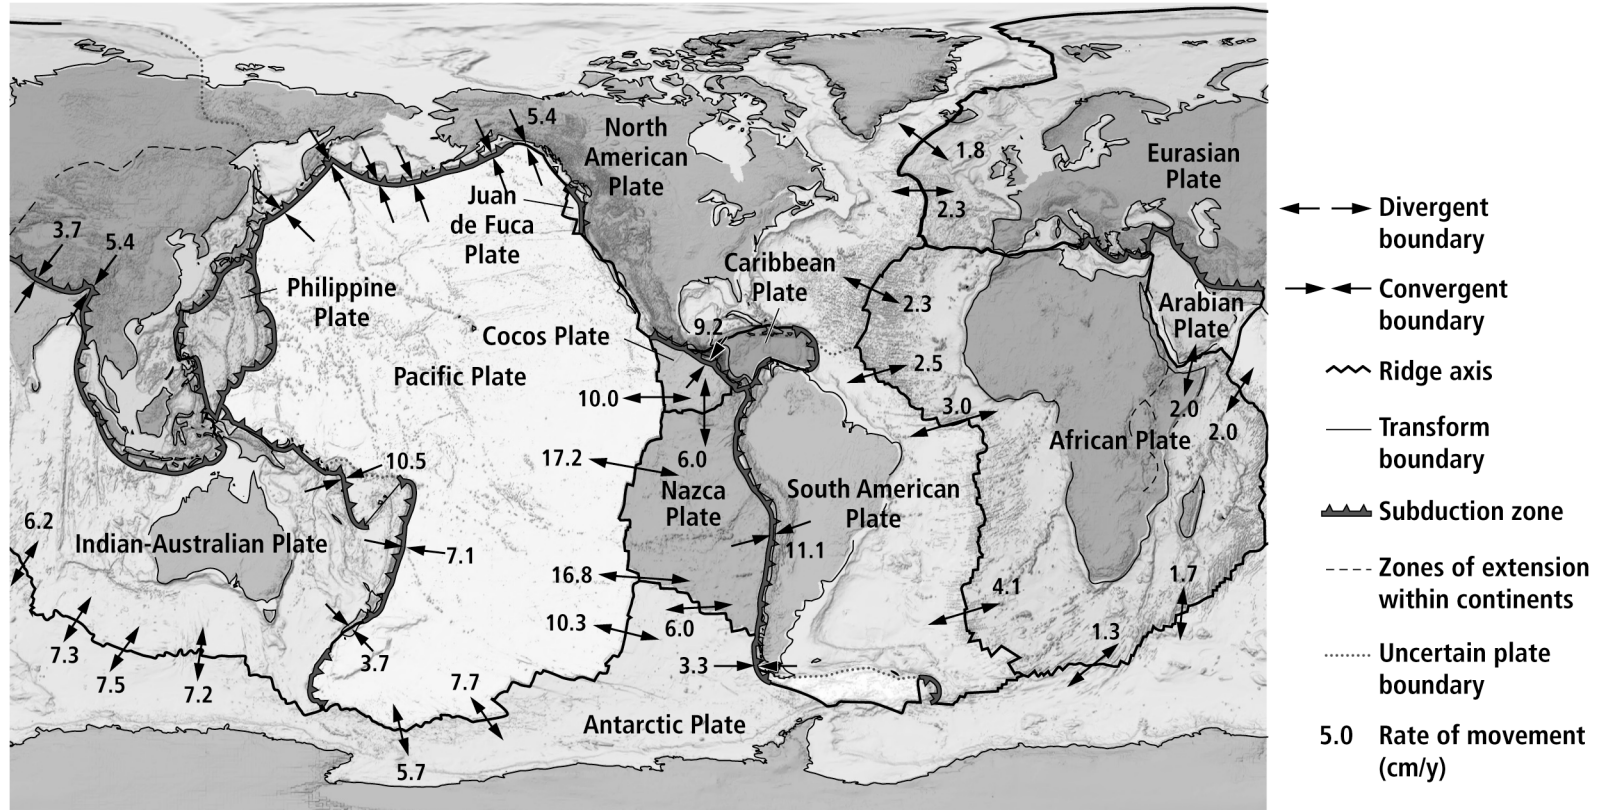 5.4
North
American
Plate
1.8
Eurasian
Plate
Juan
de Fuca
Plate
2.3
3.7
5.4
Caribbean
Plate
Philippine
Plate
2.3
Arabian
Plate
9.2
Cocos Plate
2.5
Pacific Plate
10.0
3.0
2.0
2.0
African Plate
10.5
17.2
6.0
Nazca
Plate
South American
Plate
6.2
Indian-Australian Plate
7.1
11.1
16.8
4.1
1.7
10.3
6.0
1.3
7.3
3.7
3.3
7.5
7.2
7.7
Antarctic Plate
5.7
Divergent
boundary
Convergent
boundary
Ridge axis
Transform
boundary
Subduction zone
Zones of extension
within continents
Uncertain plate
boundary
5.0 Rate of movement
(cm/y)